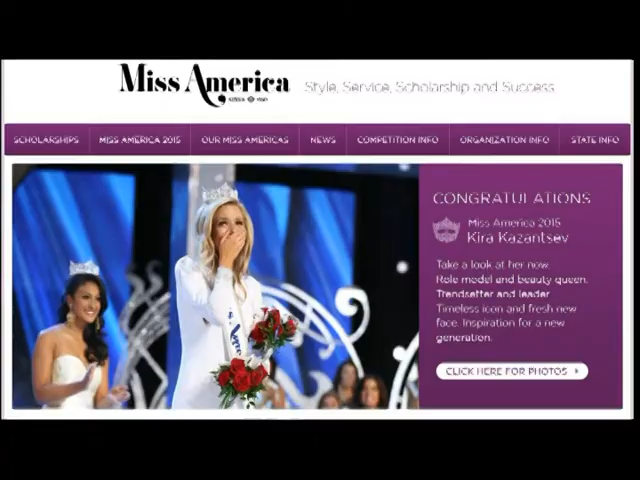 Miss America
Style, Service, Scholarship and Success
SCHOLARSHIPS
MISS AMERICA 2015
OUR MISS AMERICAS
NEWS
COMPETITION INFO
ORGANIZATION INFO
STATE INFO
CONGRATULATIONS
Miss America 2015
Kira Kazantsev
Take a look at her now.
Role model and beauty queen.
Trendsetter and leader
Timeless icon and fresh new
face. Inspiration for a new
generation.
CLICK HERE FOR PHOTOS